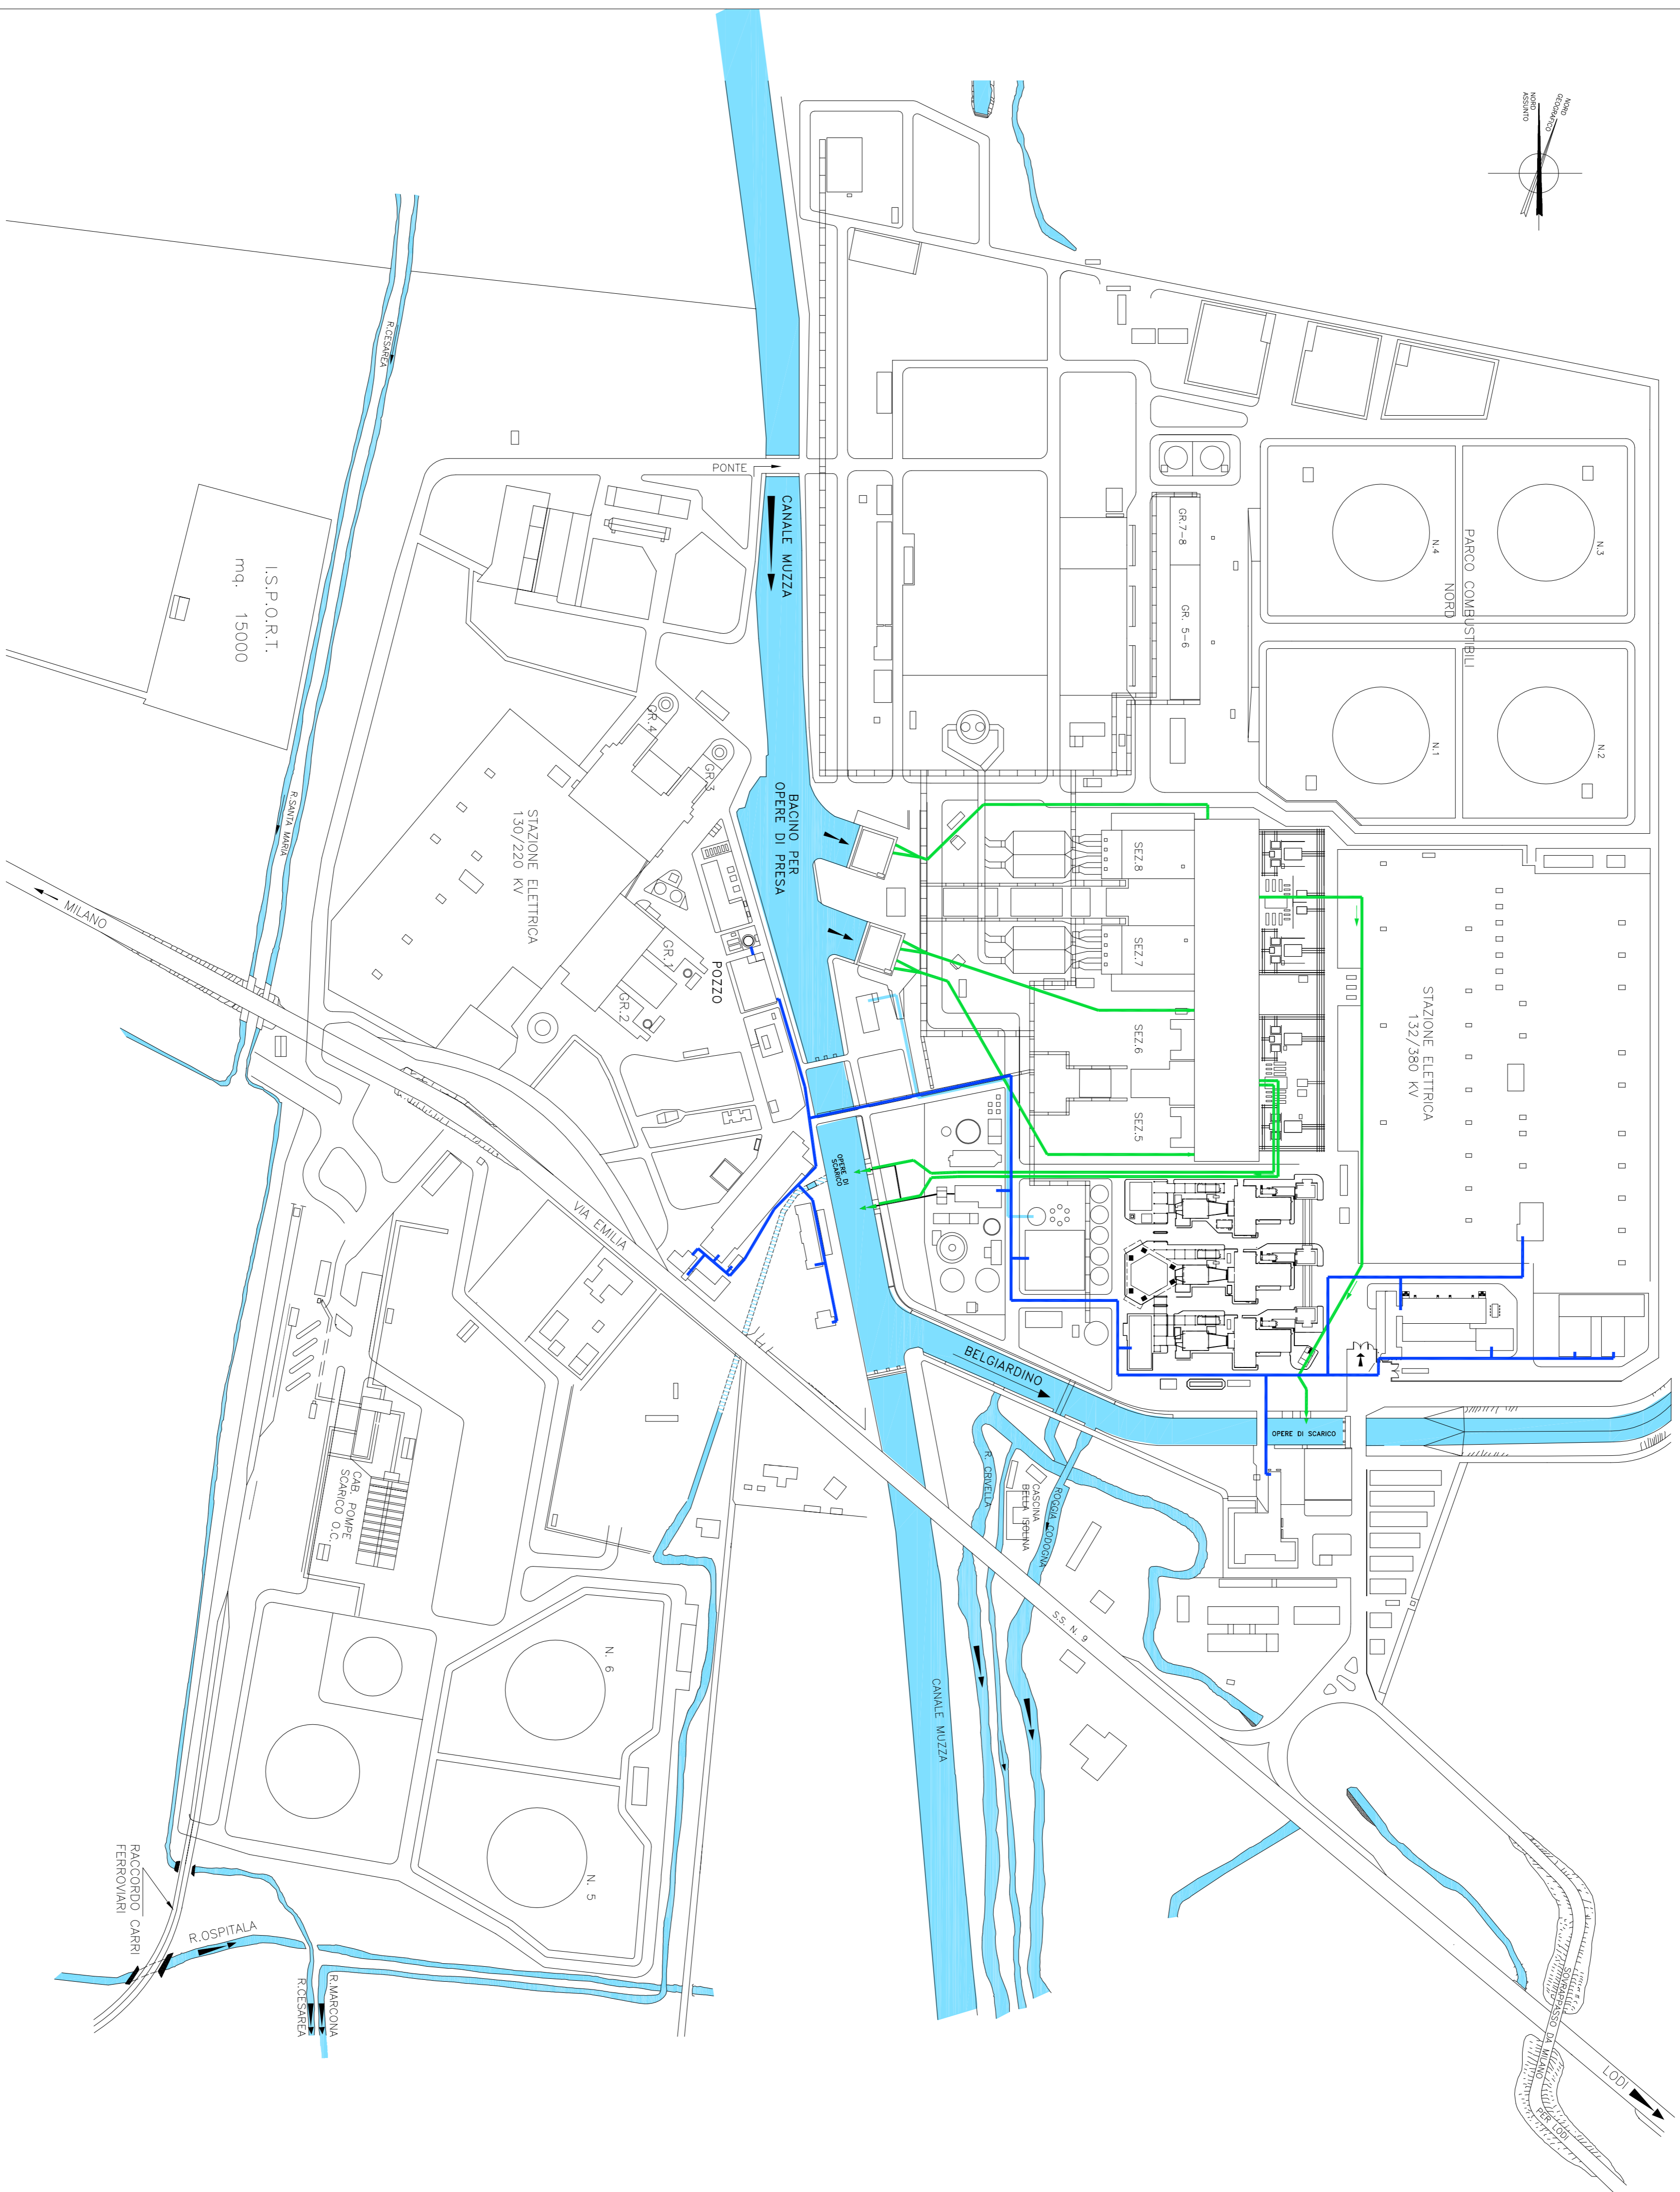 NORD
GEOGRAFICO
NORD
ASSUNTO
R.CESAREA
PONTE
CANALE MUZZA
GR.7-8
GR. 5-6
PARCO COMBUSTIBILI
NORD
N.4
N.3
N.1
N.2
I.S.P.O.R.T.
mq. 15000
GR.4
GR.3
STAZIONE ELETTRICA
130/220 KV
BACINO PER
OPERE DI PRESA
R.SANTA MARIA
MILANO
GR.1
GR.2
POZZO
SEZ.8
SEZ.7
SEZ.6
SEZ.5
STAZIONE ELETTRICA
132/380 KV
OPERE DI
SCARICO
VIA EMILIA
BELGIARDINO
OPERE DI SCARICO
R. CRIVELLA
CASCINA
BELLA ISOLINA
ROGGIA CODOGNA
CAB. POMPE
SCARICO O.C.
S.S. N. 9
CANALE MUZZA
N. 6
N. 5
RACCORDO CARRI
FERROVIARI
R.OSPITALA
R.CESAREA
R.MARCONA
SOVRAPPASSO DA MILANO
PER LODI
LODI